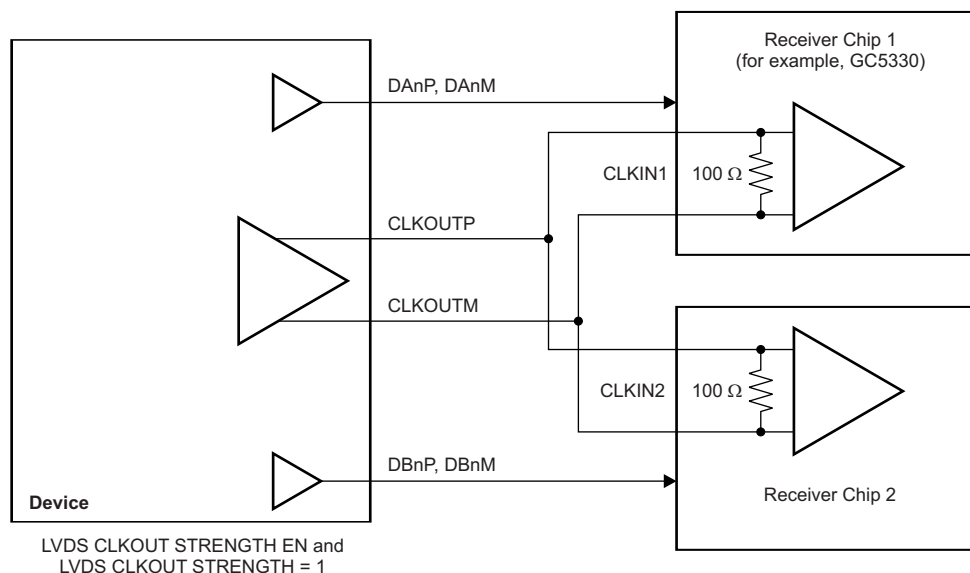 Receiver Chip 1
(for example, GC5330)
DAnP, DAnM
CLKIN1
100 Ω
CLKOUTP
CLKOUTM
CLKIN2
100 Ω
DBnP, DBnM
Receiver Chip 2
Device
LVDS CLKOUT STRENGTH EN and
LVDS CLKOUT STRENGTH = 1